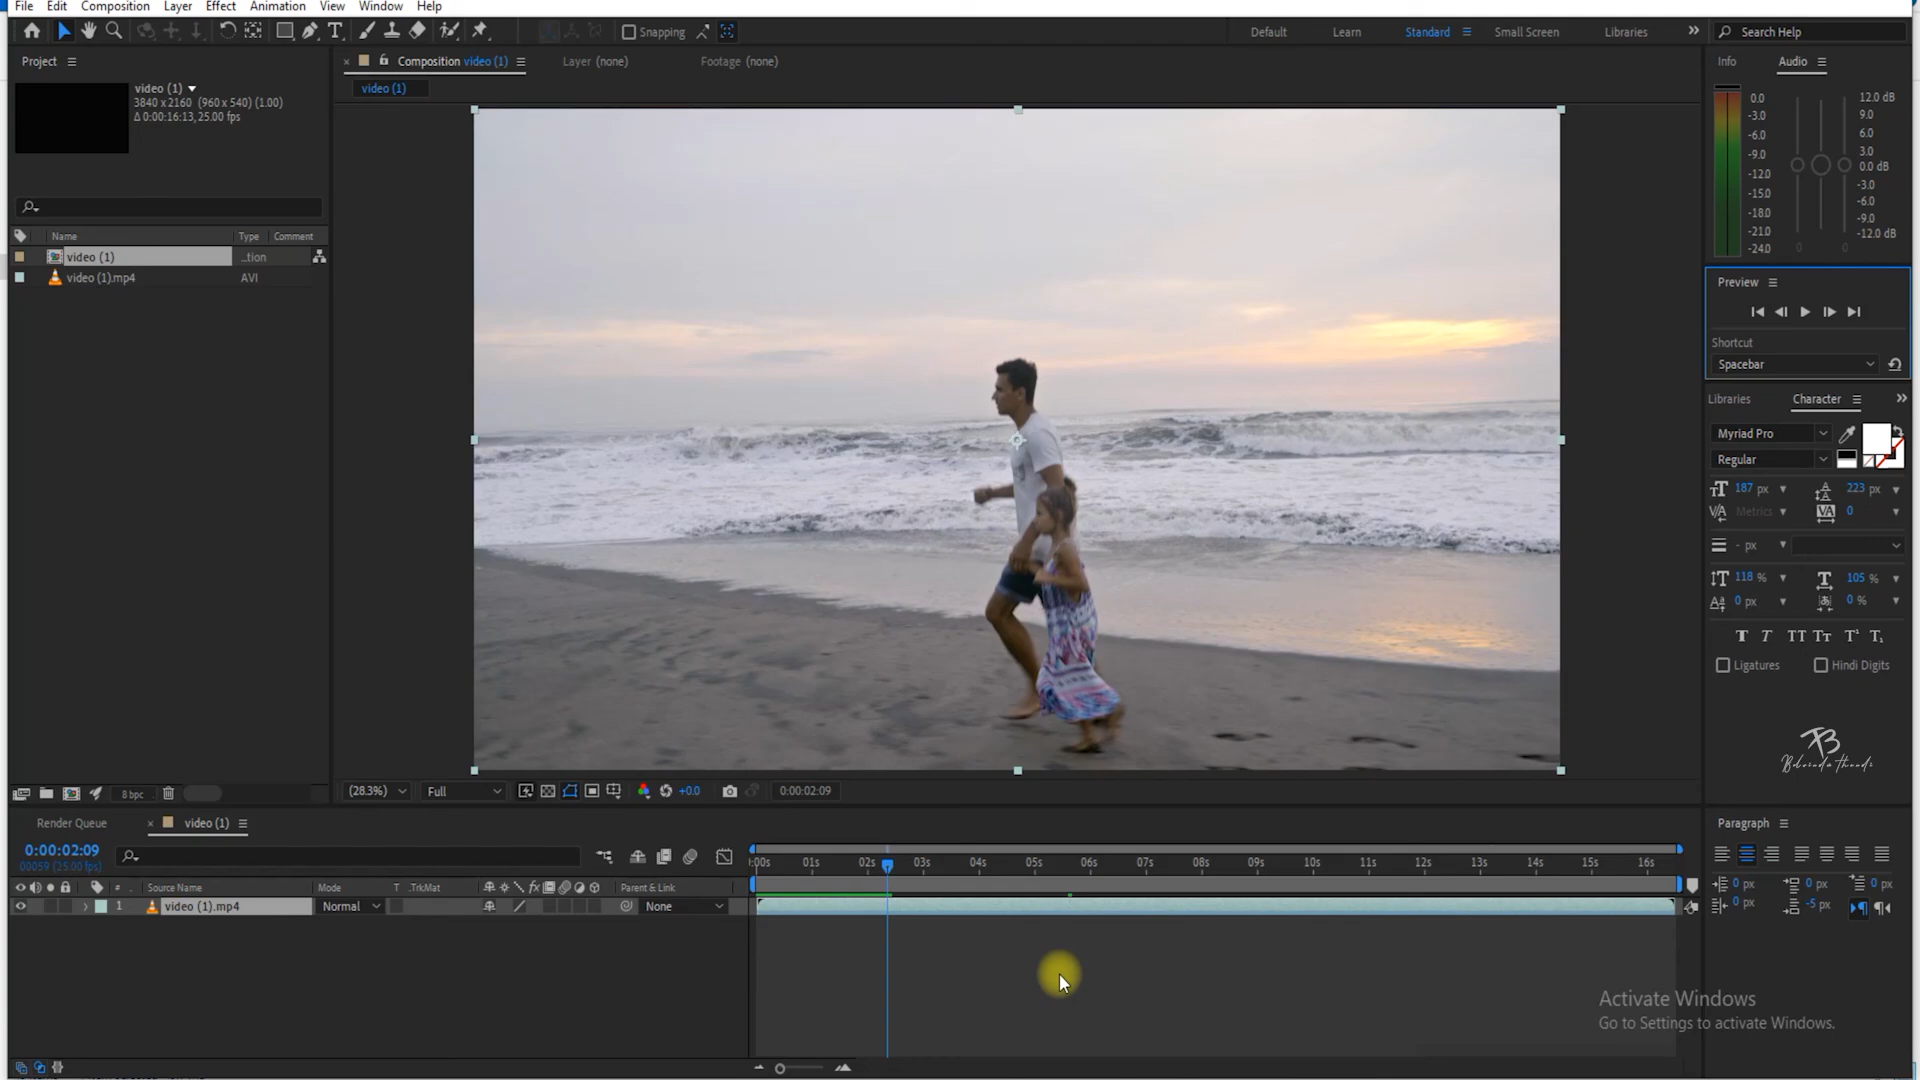 File Edit Composition Layer Effect Animation View Window Help
Snapping
Default Learn Standard Small Screen Libraries
Search Help
Project
video (1)
3840 x 2160 (960 x 540) (1.00)
Δ 0:00:16:13, 25.00 fps
Name Type Comment
video (1) ...tion
video (1).mp4 AVI
8 bpc
Composition video (1)
Layer (none)
Footage (none)
video (1)
(28.3%) Full +0.0 0:00:02:09
Info Audio
0.0
-3.0
-6.0
-9.0
-12.0
-15.0
-18.0
-21.0
-24.0
12.0 dB
9.0
6.0
3.0
0.0 dB
-3.0
-6.0
-9.0
-12.0 dB
0 0
Preview
Shortcut
Spacebar
Libraries Character
Myriad Pro
Regular
187 px 223 px
Metrics 0
- px
118 % 105 %
0 px 0 %
T T TT Tt T¹ T₁
Ligatures Hindi Digits
Paragraph
0 px 0 px 0 px
0 px -5 px
Render Queue video (1)
0:00:02:09
00059 (25.00 fps)
# Source Name Mode T .TrkMat Parent & Link
1 video (1).mp4 Normal None
:00s 01s 02s 03s 04s 05s 06s 07s 08s 09s 10s 11s 12s 13s 14s 15s 16s
Activate Windows
Go to Settings to activate Windows.